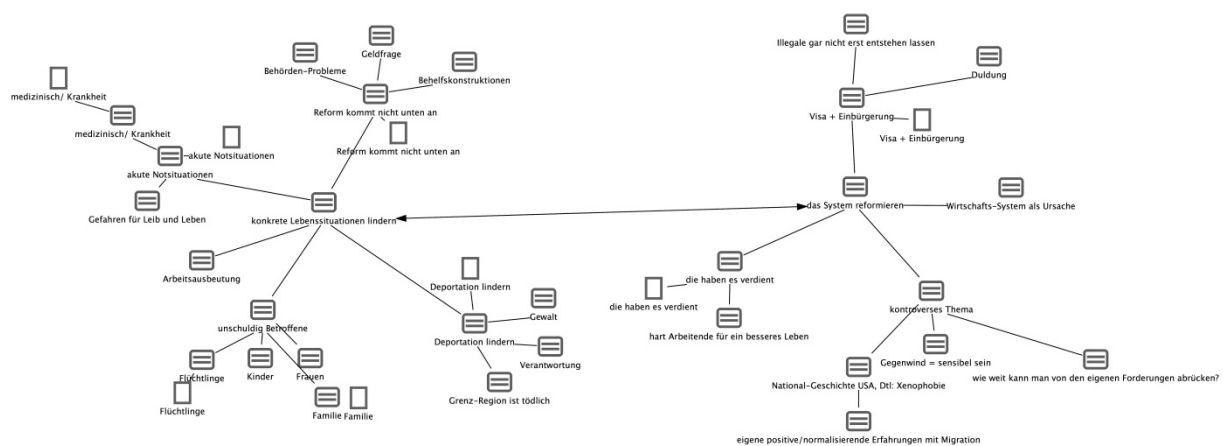 Illegale gar nicht erst entstehen lassen
Geldfrage
Behörden-Probleme
Behelfskonstruktionen
Duldung
medizinisch/ Krankheit
Reform kommt nicht unten an
Visa + Einbürgerung
medizinisch/ Krankheit
Visa + Einbürgerung
akute Notsituationen
Reform kommt nicht unten an
akute Notsituationen
Gefahren für Leib und Leben
konkrete Lebenssituationen lindern
das System reformieren
Wirtschafts-System als Ursache
Arbeitsausbeutung
die haben es verdient
Deportation lindern
die haben es verdient
kontroverses Thema
Gewalt
unschuldig Betroffene
Deportation lindern
hart Arbeitende für ein besseres Leben
Verantwortung
Gegenwind = sensibel sein
Flüchtlinge
Kinder
Frauen
wie weit kann man von den eigenen Forderungen abrücken?
National-Geschichte USA, Dtl: Xenophobie
Grenz-Region ist tödlich
Flüchtlinge
Familie
Familie
eigene positive/normalisierende Erfahrungen mit Migration